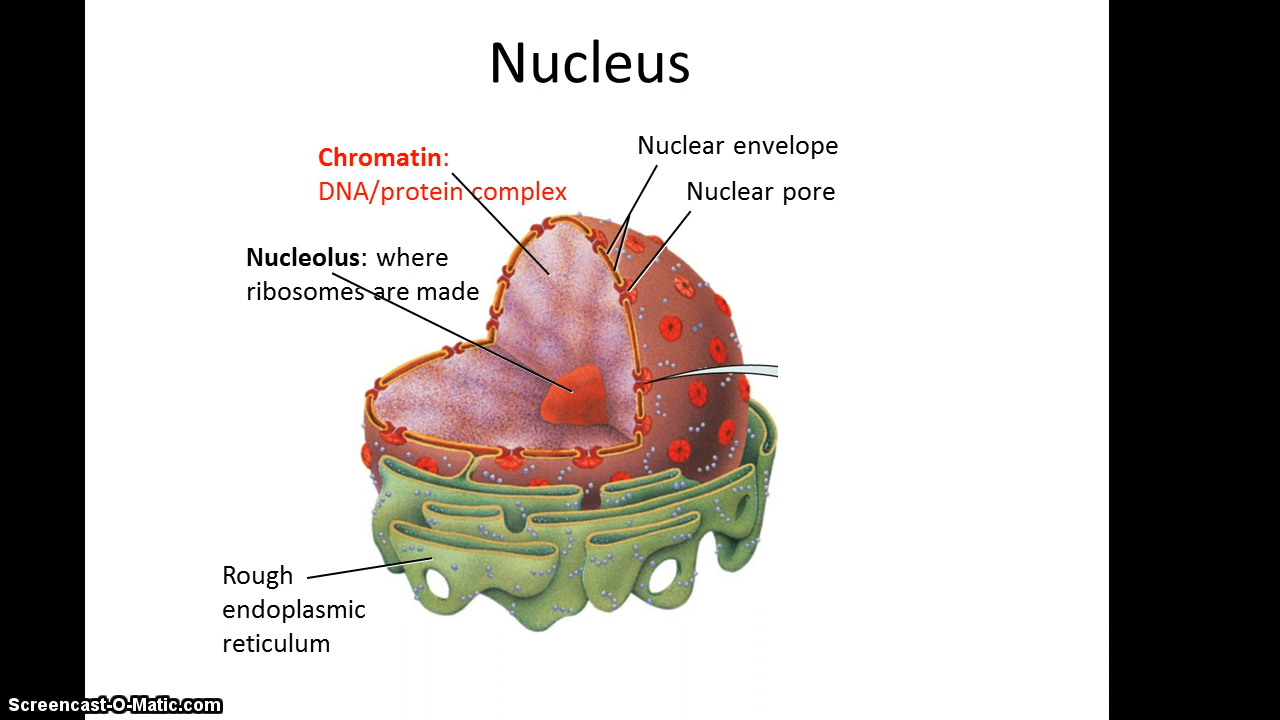 Nucleus
Chromatin:
DNA/protein complex
Nuclear envelope
Nuclear pore
Nucleolus: where
ribosomes are made
Rough
endoplasmic
reticulum
Screencast-O-Matic.com